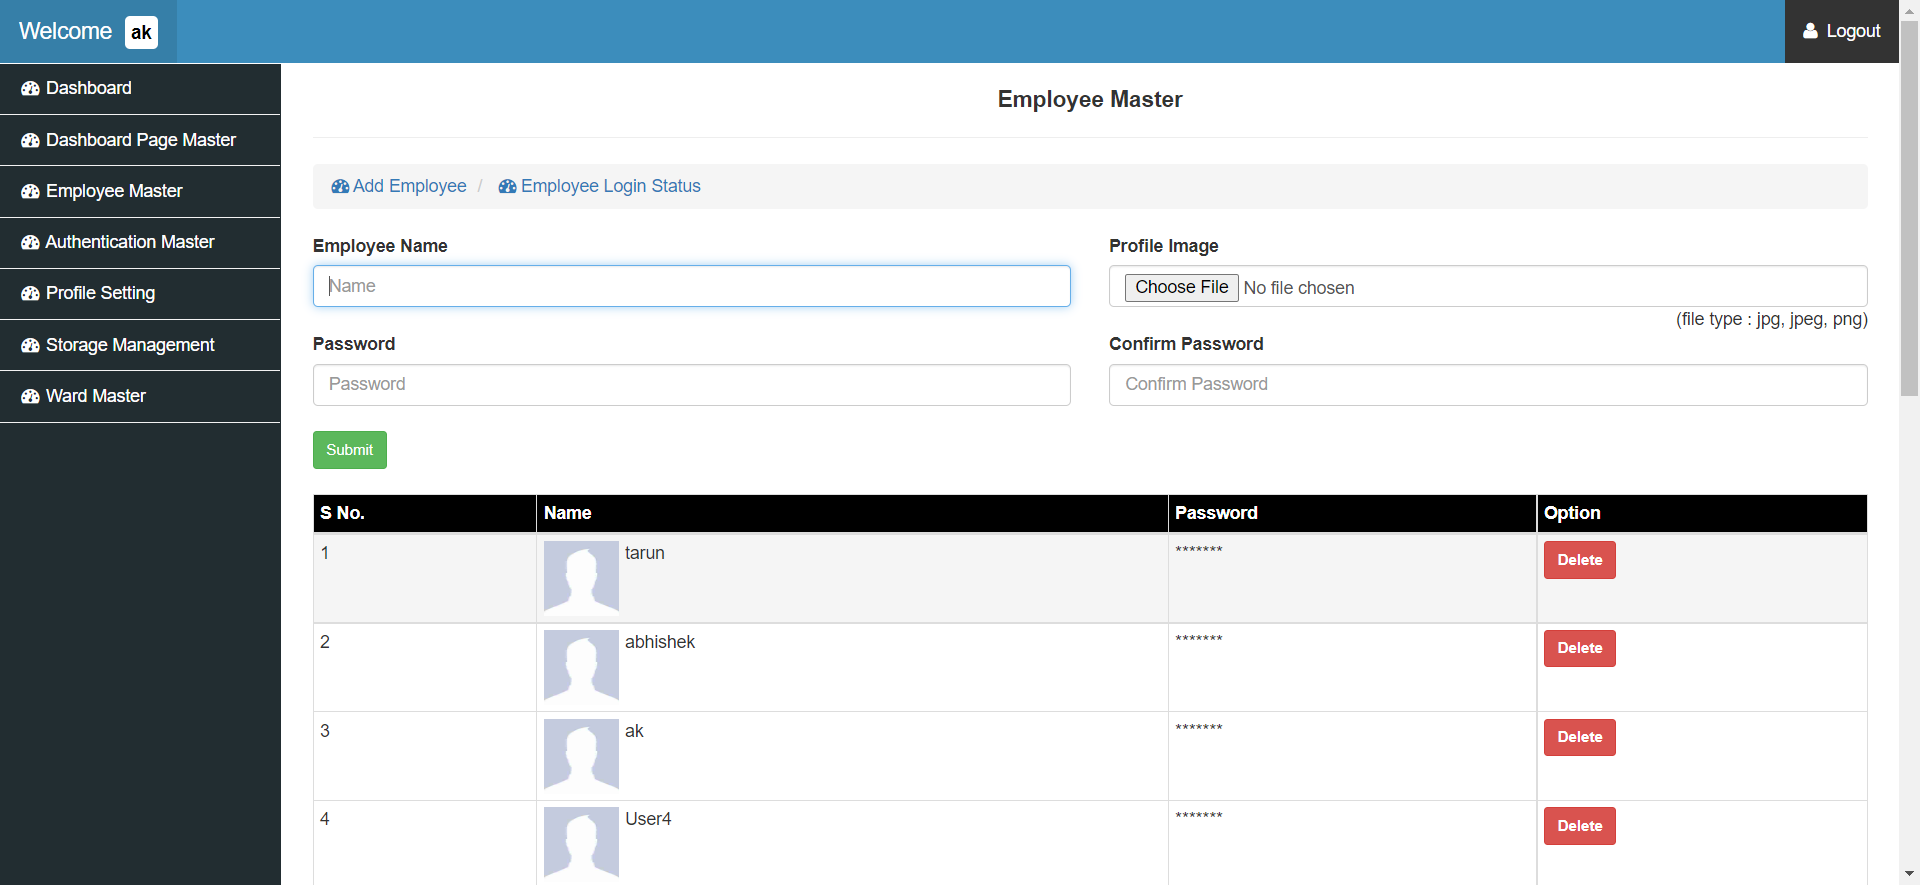 Welcome ak
Logout
Dashboard
Dashboard Page Master
Employee Master
Authentication Master
Profile Setting
Storage Management
Ward Master
Employee Master
Add Employee / Employee Login Status
Employee Name
Name
Profile Image
Choose File No file chosen
(file type : jpg, jpeg, png)
Password
Password
Confirm Password
Confirm Password
Submit
S No. Name Password Option
1 tarun ******* Delete
2 abhishek ******* Delete
3 ak ******* Delete
4 User4 ******* Delete